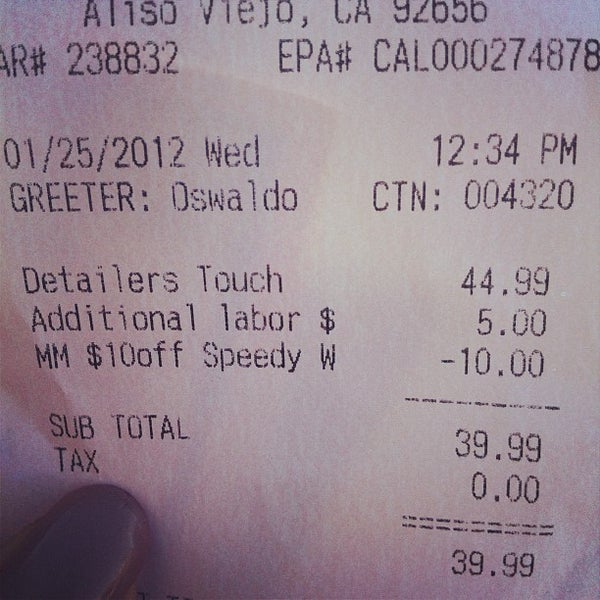 Aliso Viejo, CA 92656
AR# 238832 EPA# CAL000274878
01/25/2012 Wed 12:34 PM
GREETER: Oswaldo CTN: 004320
Detailers Touch 44.99
Additional labor $ 5.00
MM $10off Speedy W -10.00
SUB TOTAL 39.99
TAX 0.00
39.99